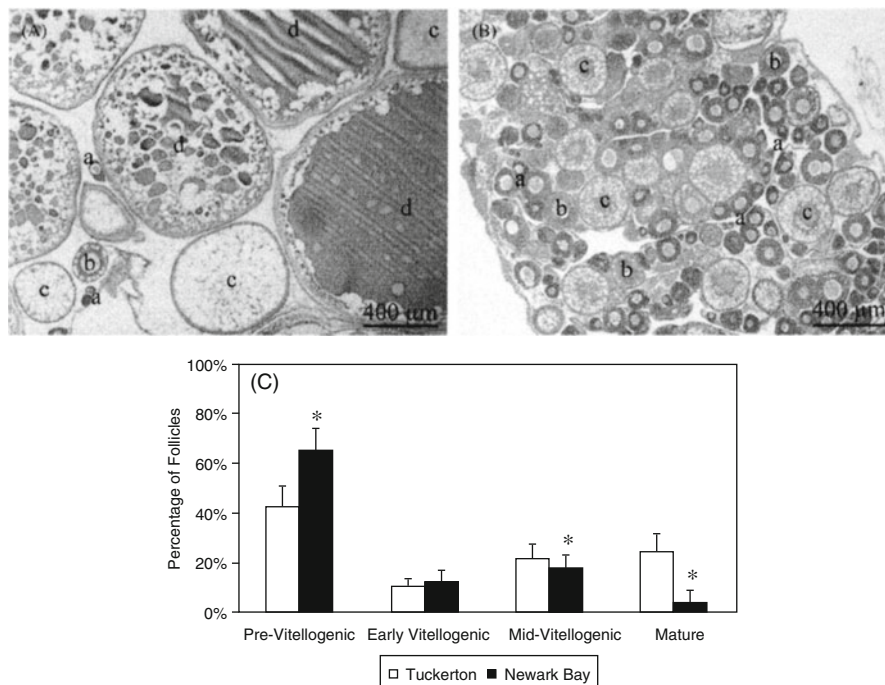 (A)
d
c
d
a
d
b
c
c
a
400 µm
(B)
c
b
a
a
c
b
c
a
b
400 µm
100%
80%
60%
40%
20%
0%
Percentage of Follicles
(C)
*
*
*
Pre-Vitellogenic Early Vitellogenic Mid-Vitellogenic Mature
Tuckerton Newark Bay